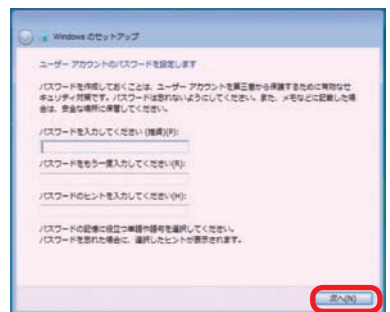 Windows のセットアップ
ユーザー アカウントのパスワードを設定します
パスワードを作成しておくことは、ユーザー アカウントを第三者から保護するために有効なセ
キュリティ対策です。パスワードは忘れないようにしてください。また、メモなどに記載した場
合は、安全な場所に保管してください。
パスワードを入力してください (推奨)(P):
パスワードをもう一度入力してください(R):
パスワードのヒントを入力してください(H):
パスワードの記憶に役立つ単語や語句を選択してください。
パスワードを忘れた場合に、選択したヒントが表示されます。
次へ(N)